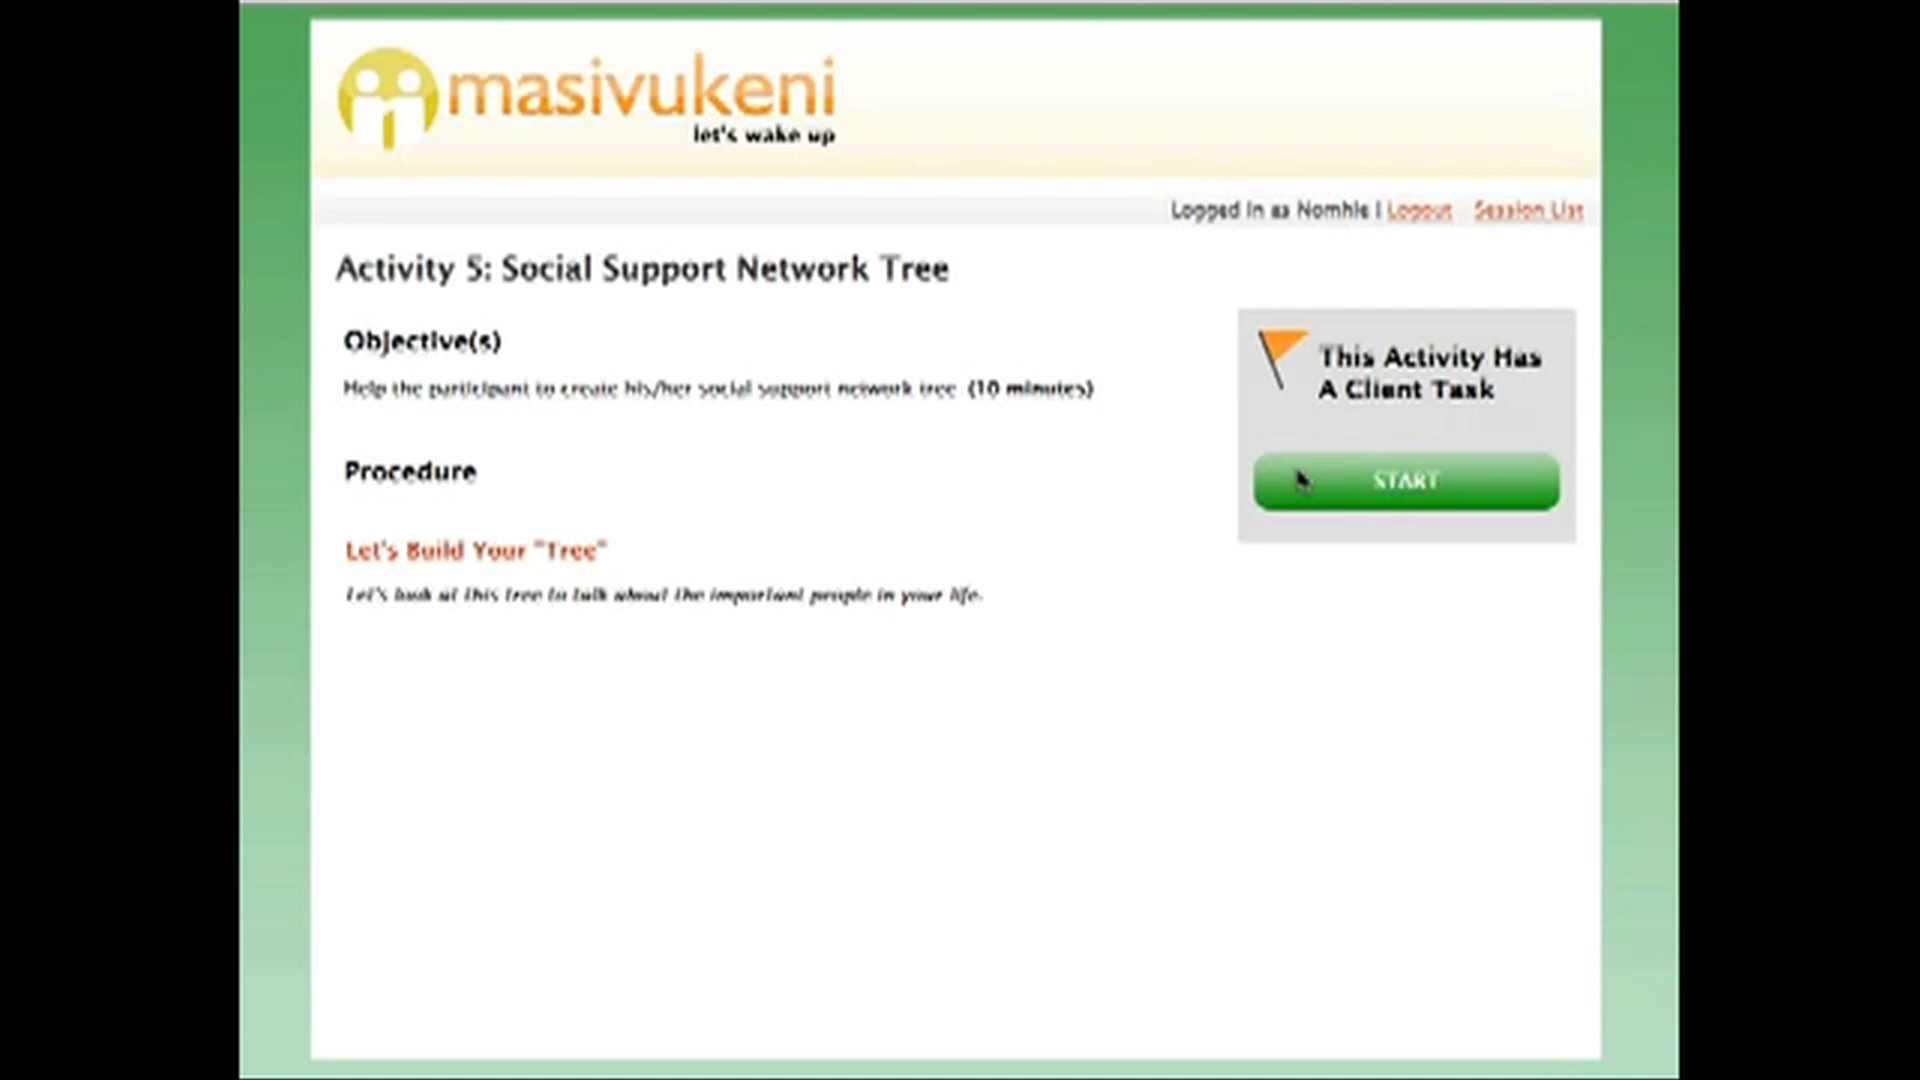 masivukeni
let's wake up
Logged in as Nomhle | Logout Session List
Activity 5: Social Support Network Tree
Objective(s)
Help the participant to create his/her social support network tree (10 minutes)
This Activity Has
A Client Task
START
Procedure
Let's Build Your "Tree"
Let's look at this tree to talk about the important people in your life.